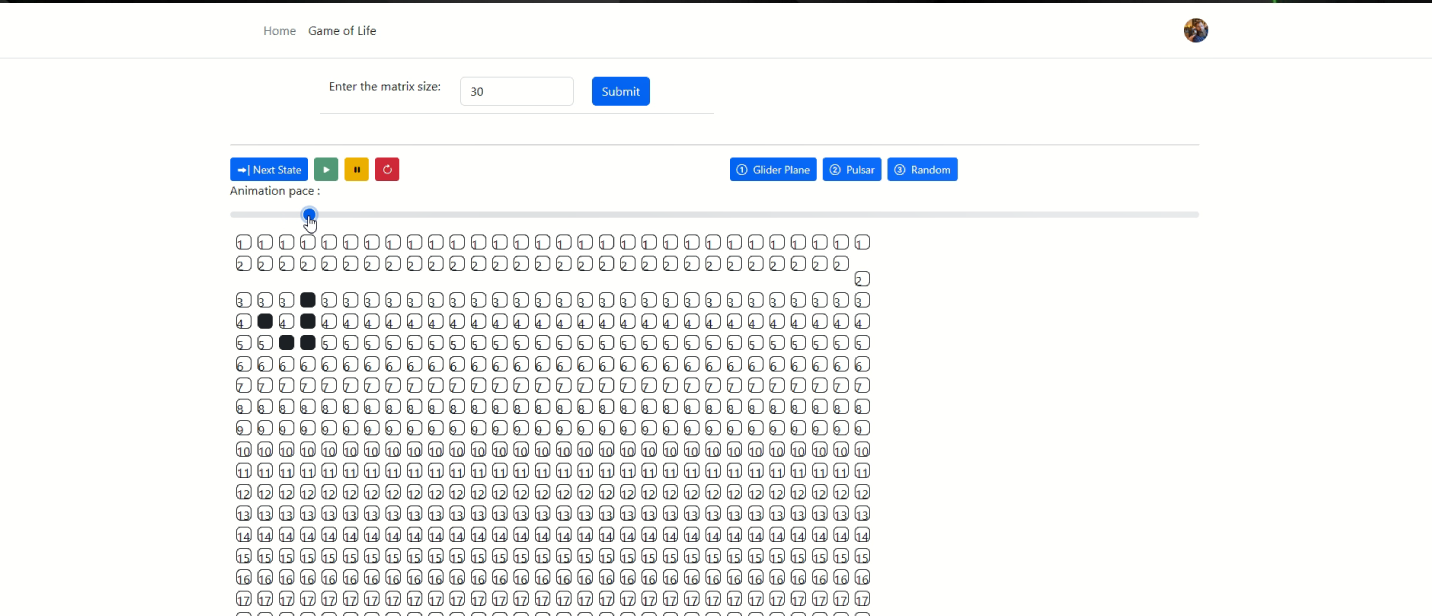 Home Game of Life
Enter the matrix size: 30 Submit
Next State ① Glider Plane ② Pulsar ③ Random
Animation pace :
1 1 1 1 1 1 1 1 1 1 1 1 1 1 1 1 1 1 1 1 1 1 1 1 1 1 1 1 1 1
2 2 2 2 2 2 2 2 2 2 2 2 2 2 2 2 2 2 2 2 2 2 2 2 2 2 2 2 2
2
3 3 3 3 3 3 3 3 3 3 3 3 3 3 3 3 3 3 3 3 3 3 3 3 3 3 3 3 3
4 4 4 4 4 4 4 4 4 4 4 4 4 4 4 4 4 4 4 4 4 4 4 4 4 4 4 4
5 5 5 5 5 5 5 5 5 5 5 5 5 5 5 5 5 5 5 5 5 5 5 5 5 5 5 5
6 6 6 6 6 6 6 6 6 6 6 6 6 6 6 6 6 6 6 6 6 6 6 6 6 6 6 6 6 6
7 7 7 7 7 7 7 7 7 7 7 7 7 7 7 7 7 7 7 7 7 7 7 7 7 7 7 7 7 7
8 8 8 8 8 8 8 8 8 8 8 8 8 8 8 8 8 8 8 8 8 8 8 8 8 8 8 8 8 8
9 9 9 9 9 9 9 9 9 9 9 9 9 9 9 9 9 9 9 9 9 9 9 9 9 9 9 9 9 9
10 10 10 10 10 10 10 10 10 10 10 10 10 10 10 10 10 10 10 10 10 10 10 10 10 10 10 10 10 10
11 11 11 11 11 11 11 11 11 11 11 11 11 11 11 11 11 11 11 11 11 11 11 11 11 11 11 11 11 11
12 12 12 12 12 12 12 12 12 12 12 12 12 12 12 12 12 12 12 12 12 12 12 12 12 12 12 12 12 12
13 13 13 13 13 13 13 13 13 13 13 13 13 13 13 13 13 13 13 13 13 13 13 13 13 13 13 13 13 13
14 14 14 14 14 14 14 14 14 14 14 14 14 14 14 14 14 14 14 14 14 14 14 14 14 14 14 14 14 14
15 15 15 15 15 15 15 15 15 15 15 15 15 15 15 15 15 15 15 15 15 15 15 15 15 15 15 15 15 15
16 16 16 16 16 16 16 16 16 16 16 16 16 16 16 16 16 16 16 16 16 16 16 16 16 16 16 16 16 16
17 17 17 17 17 17 17 17 17 17 17 17 17 17 17 17 17 17 17 17 17 17 17 17 17 17 17 17 17 17